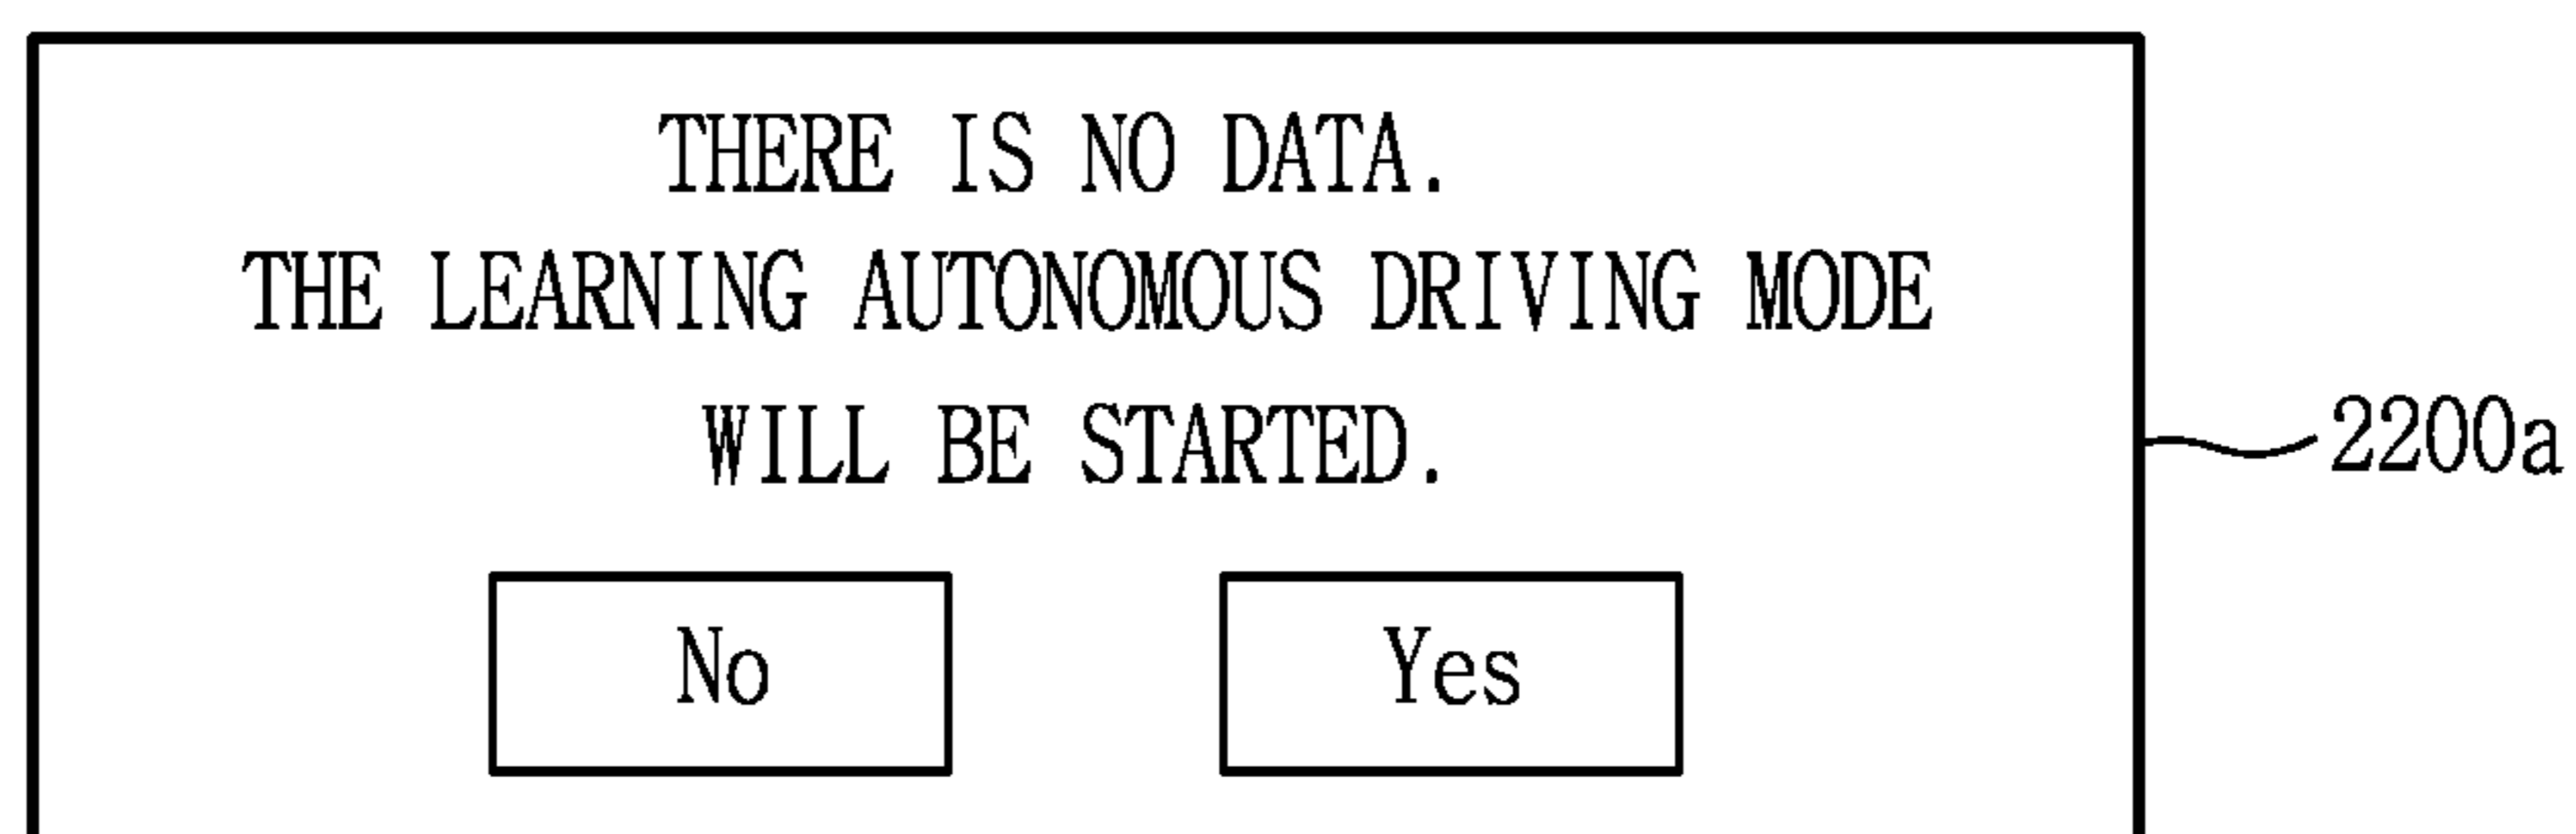 THERE IS NO DATA.
THE LEARNING AUTONOMOUS DRIVING MODE
WILL BE STARTED.
2200a
No Yes